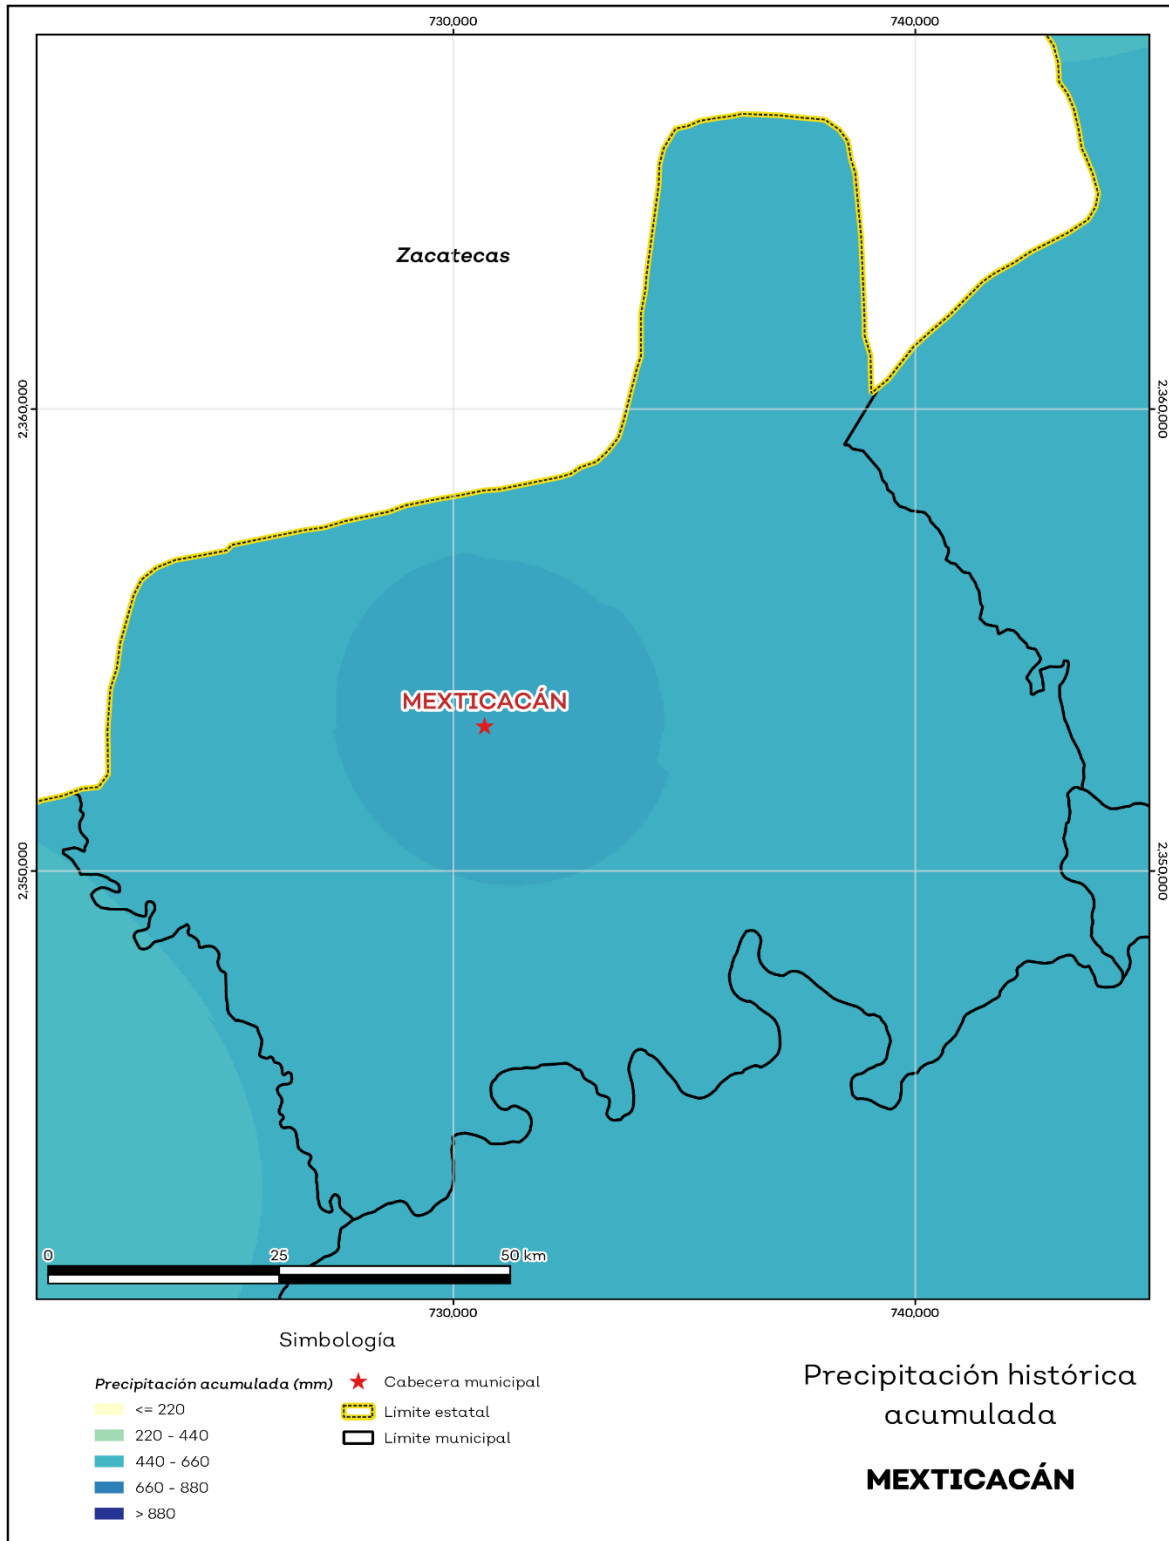 730,000
740,000
Zacatecas
2,360,000
2,360,000
MEXTICACÁN
2,350,000
2,350,000
0
25
50 km
730,000
740,000
Simbología
Precipitación acumulada (mm)
<= 220
220 - 440
440 - 660
660 - 880
> 880
Cabecera municipal
Límite estatal
Límite municipal
Precipitación histórica
acumulada
MEXTICACÁN